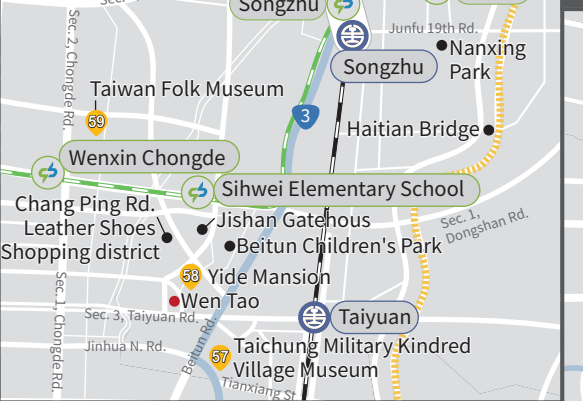 Songzhu
Junfu 19th Rd.
Nanxing
Park
Songzhu
3
Sec. 2, Chongde Rd.
Taiwan Folk Museum
59
Haitian Bridge
Wenxin Chongde
Sihwei Elementary School
Chang Ping Rd.
Leather Shoes
Shopping district
Jishan Gatehous
Sec. 1,
Dongshan Rd.
Beitun Children's Park
58
Yide Mansion
Wen Tao
Sec. 1, Chongde Rd.
Sec. 3, Taiyuan Rd.
Taiyuan
Jinhua N. Rd.
Beitun Rd.
57
Taichung Military Kindred
Village Museum
Tianxiang St